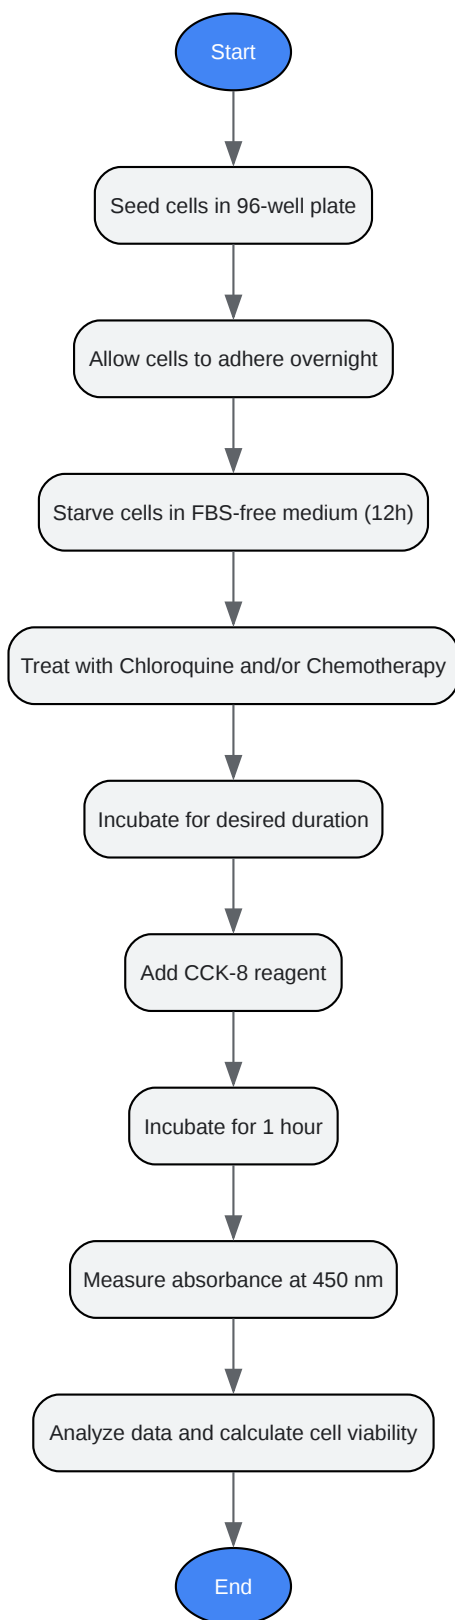 Start
Seed cells in 96-well plate
Allow cells to adhere overnight
Starve cells in FBS-free medium (12h)
Treat with Chloroquine and/or Chemotherapy
Incubate for desired duration
Add CCK-8 reagent
Incubate for 1 hour
Measure absorbance at 450 nm
Analyze data and calculate cell viability
End